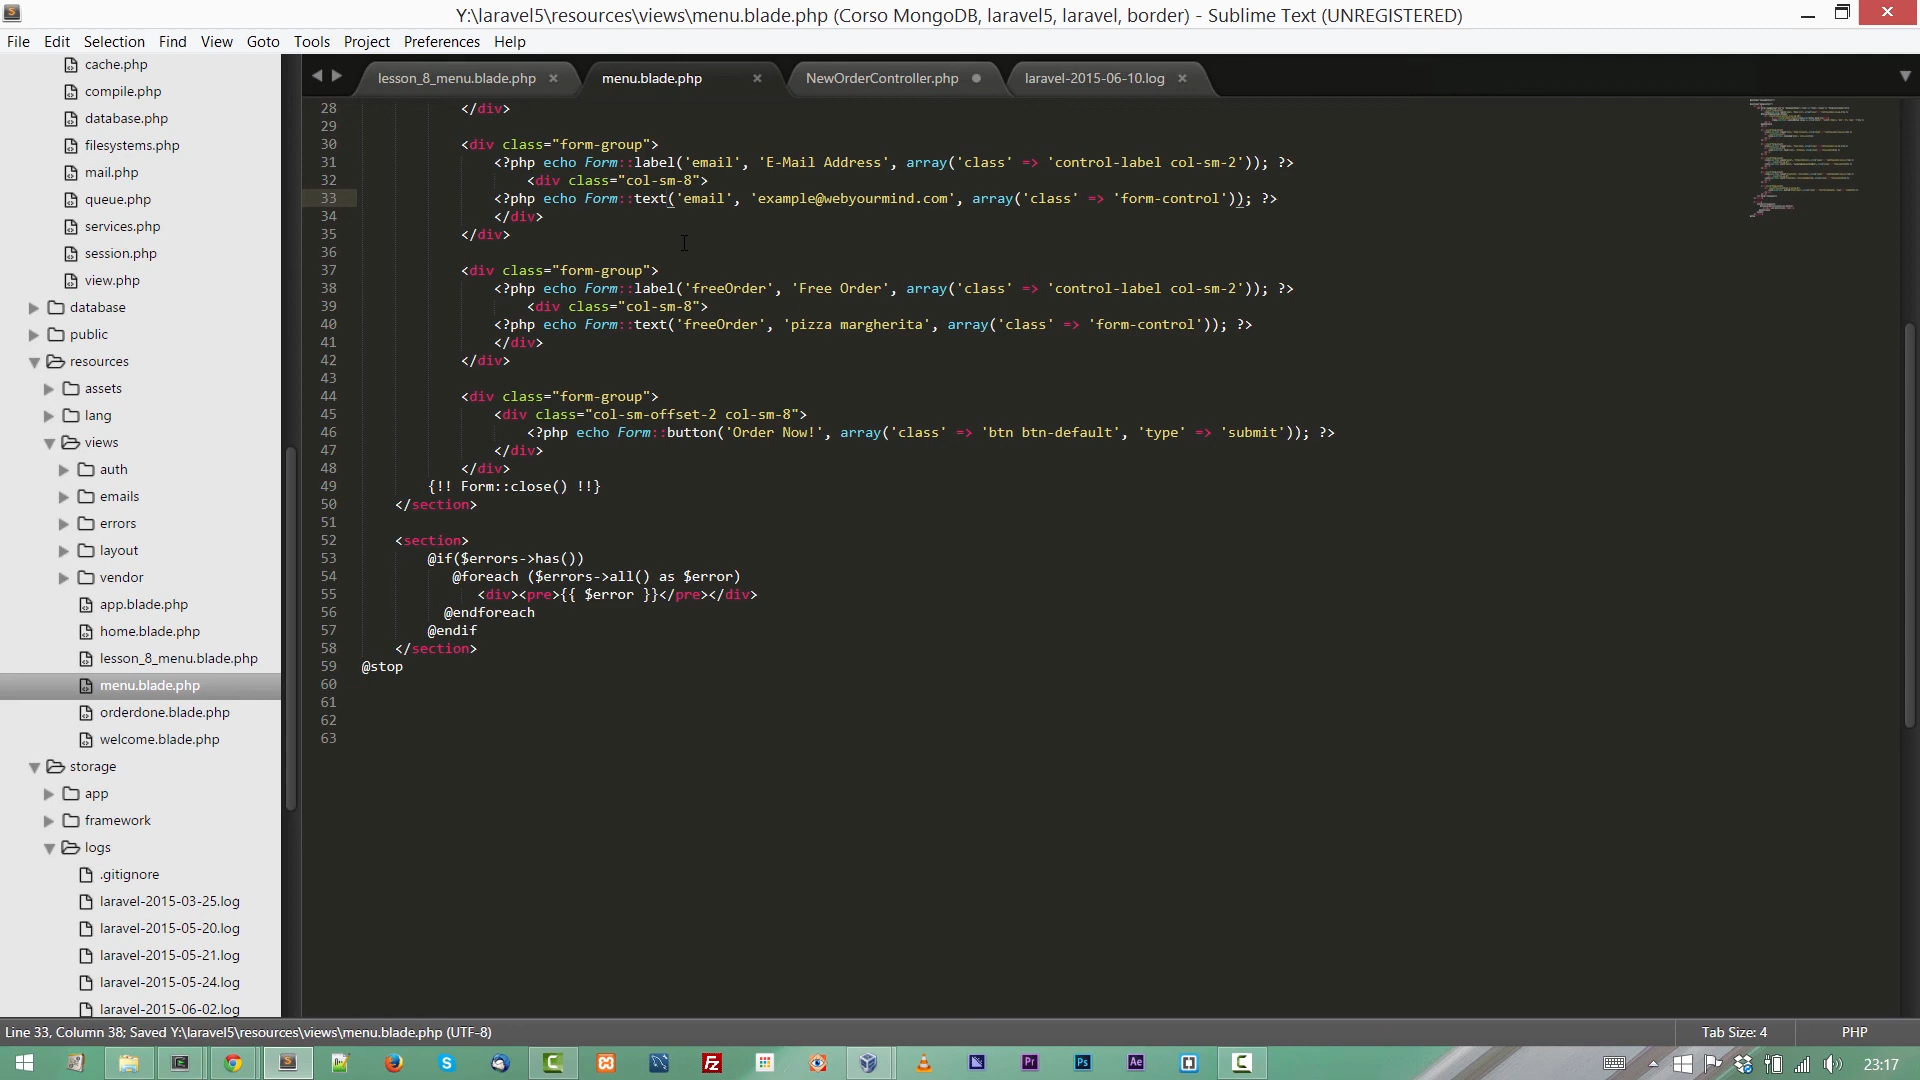 Y:\laravel5\resources\views\menu.blade.php (Corso MongoDB, laravel5, laravel, border) - Sublime Text (UNREGISTERED)
File Edit Selection Find View Goto Tools Project Preferences Help
lesson_8_menu.blade.php × menu.blade.php × NewOrderController.php laravel-2015-06-10.log ×
cache.php
compile.php
database.php
filesystems.php
mail.php
queue.php
services.php
session.php
view.php
database
public
resources
assets
lang
views
auth
emails
errors
layout
vendor
app.blade.php
home.blade.php
lesson_8_menu.blade.php
menu.blade.php
orderdone.blade.php
welcome.blade.php
storage
app
framework
logs
.gitignore
laravel-2015-03-25.log
laravel-2015-05-20.log
laravel-2015-05-21.log
laravel-2015-05-24.log
laravel-2015-06-02.log
28 </div>
29
30 <div class="form-group">
31 <?php echo Form::label('email', 'E-Mail Address', array('class' => 'control-label col-sm-2')); ?>
32 <div class="col-sm-8">
33 <?php echo Form::text('email', 'example@webyourmind.com', array('class' => 'form-control')); ?>
34 </div>
35 </div>
36
37 <div class="form-group">
38 <?php echo Form::label('freeOrder', 'Free Order', array('class' => 'control-label col-sm-2')); ?>
39 <div class="col-sm-8">
40 <?php echo Form::text('freeOrder', 'pizza margherita', array('class' => 'form-control')); ?>
41 </div>
42 </div>
43
44 <div class="form-group">
45 <div class="col-sm-offset-2 col-sm-8">
46 <?php echo Form::button('Order Now!', array('class' => 'btn btn-default', 'type' => 'submit')); ?>
47 </div>
48 </div>
49 {!! Form::close() !!}
50 </section>
51
52 <section>
53 @if($errors->has())
54 @foreach ($errors->all() as $error)
55 <div><pre>{{ $error }}</pre></div>
56 @endforeach
57 @endif
58 </section>
59 @stop
60
61
62
63
Line 33, Column 38; Saved Y:\laravel5\resources\views\menu.blade.php (UTF-8) Tab Size: 4 PHP
23:17